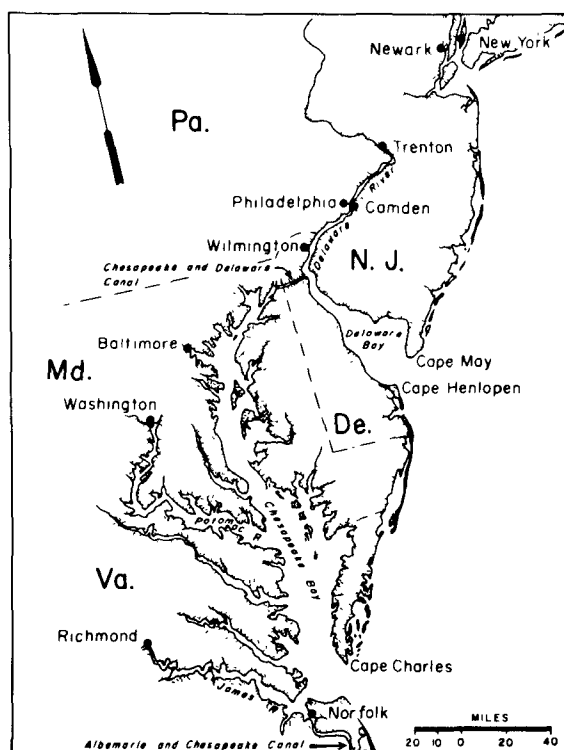 Newark
New York
Pa.
Trenton
Delaware River
Philadelphia
Camden
Wilmington
N. J.
Chesapeake and Delaware
Canal
Delaware
Bay
Baltimore
Cape May
Md.
Cape Henlopen
Washington
De.
Potomac R
Chesapeake Bay
Va.
Richmond
Cape Charles
James R
Norfolk
MILES
20 10 0 20 40
Albemarle and Chesapeake Canal